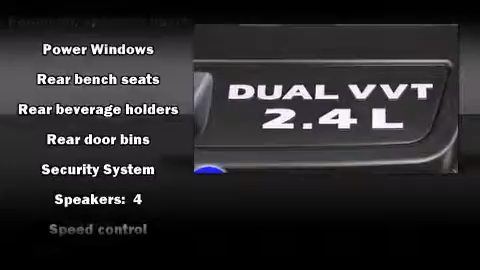 Power Windows
Rear bench seats
Rear beverage holders
Rear door bins
Security System
Speakers: 4
Speed control
DUAL VVT
2.4 L